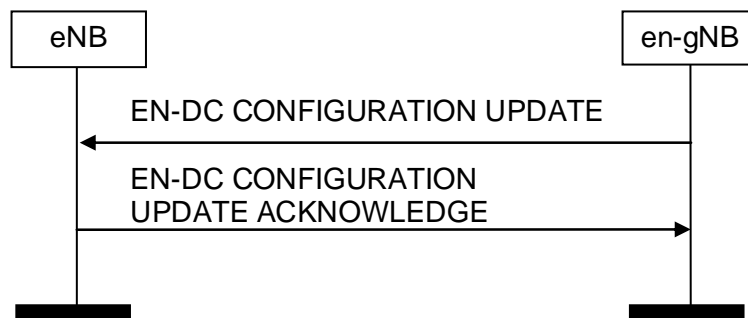 eNB
en-gNB
EN-DC CONFIGURATION UPDATE
EN-DC CONFIGURATION
UPDATE ACKNOWLEDGE